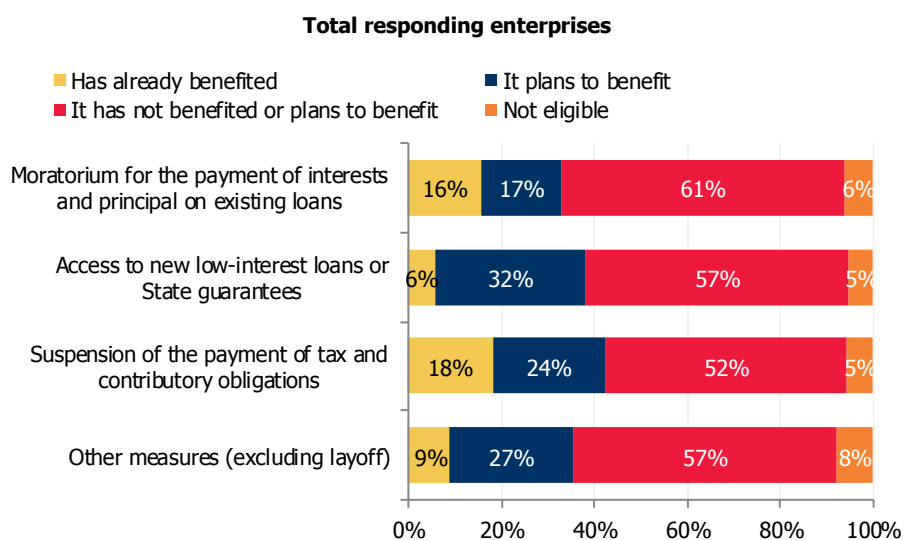 Total responding enterprises
Has already benefited
It plans to benefit
It has not benefited or plans to benefit
Not eligible
Moratorium for the payment of interests
and principal on existing loans
16%
17%
61%
6%
Access to new low-interest loans or
State guarantees
6%
32%
57%
5%
Suspension of the payment of tax and
contributory obligations
18%
24%
52%
5%
Other measures (excluding layoff)
9%
27%
57%
8%
0%
20%
40%
60%
80%
100%